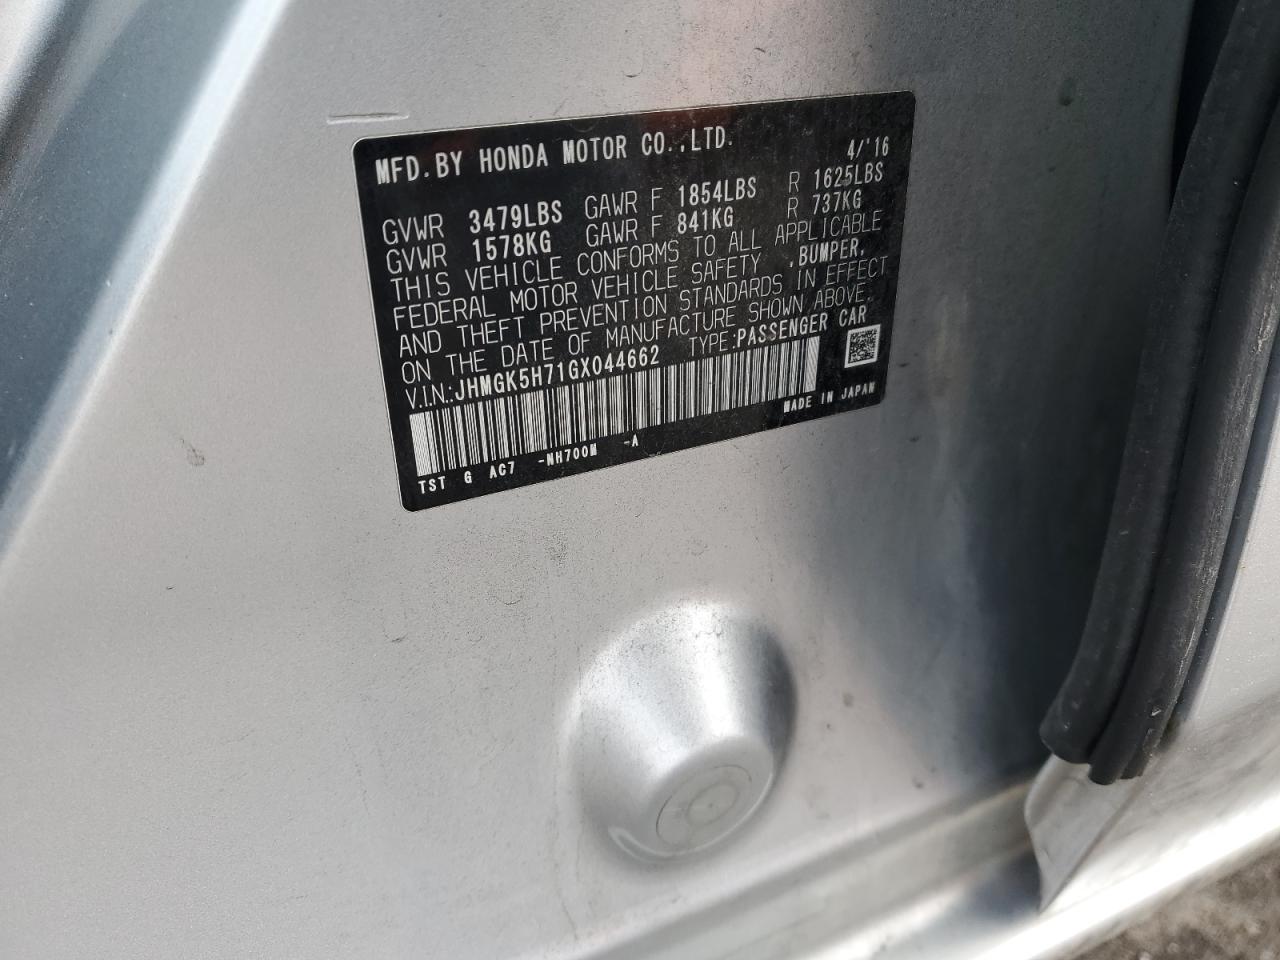 MFD.BY HONDA MOTOR CO.,LTD. 4/'16
GVWR 3479LBS GAWR F 1854LBS R 1625LBS
GVWR 1578KG GAWR F 841KG R 737KG
THIS VEHICLE CONFORMS TO ALL APPLICABLE
FEDERAL MOTOR VEHICLE SAFETY ,BUMPER,
AND THEFT PREVENTION STANDARDS IN EFFECT
ON THE DATE OF MANUFACTURE SHOWN ABOVE.
V.I.N.:JHMGK5H71GX044662 TYPE:PASSENGER CAR
MADE IN JAPAN
TST G AC7 -NH700M -A